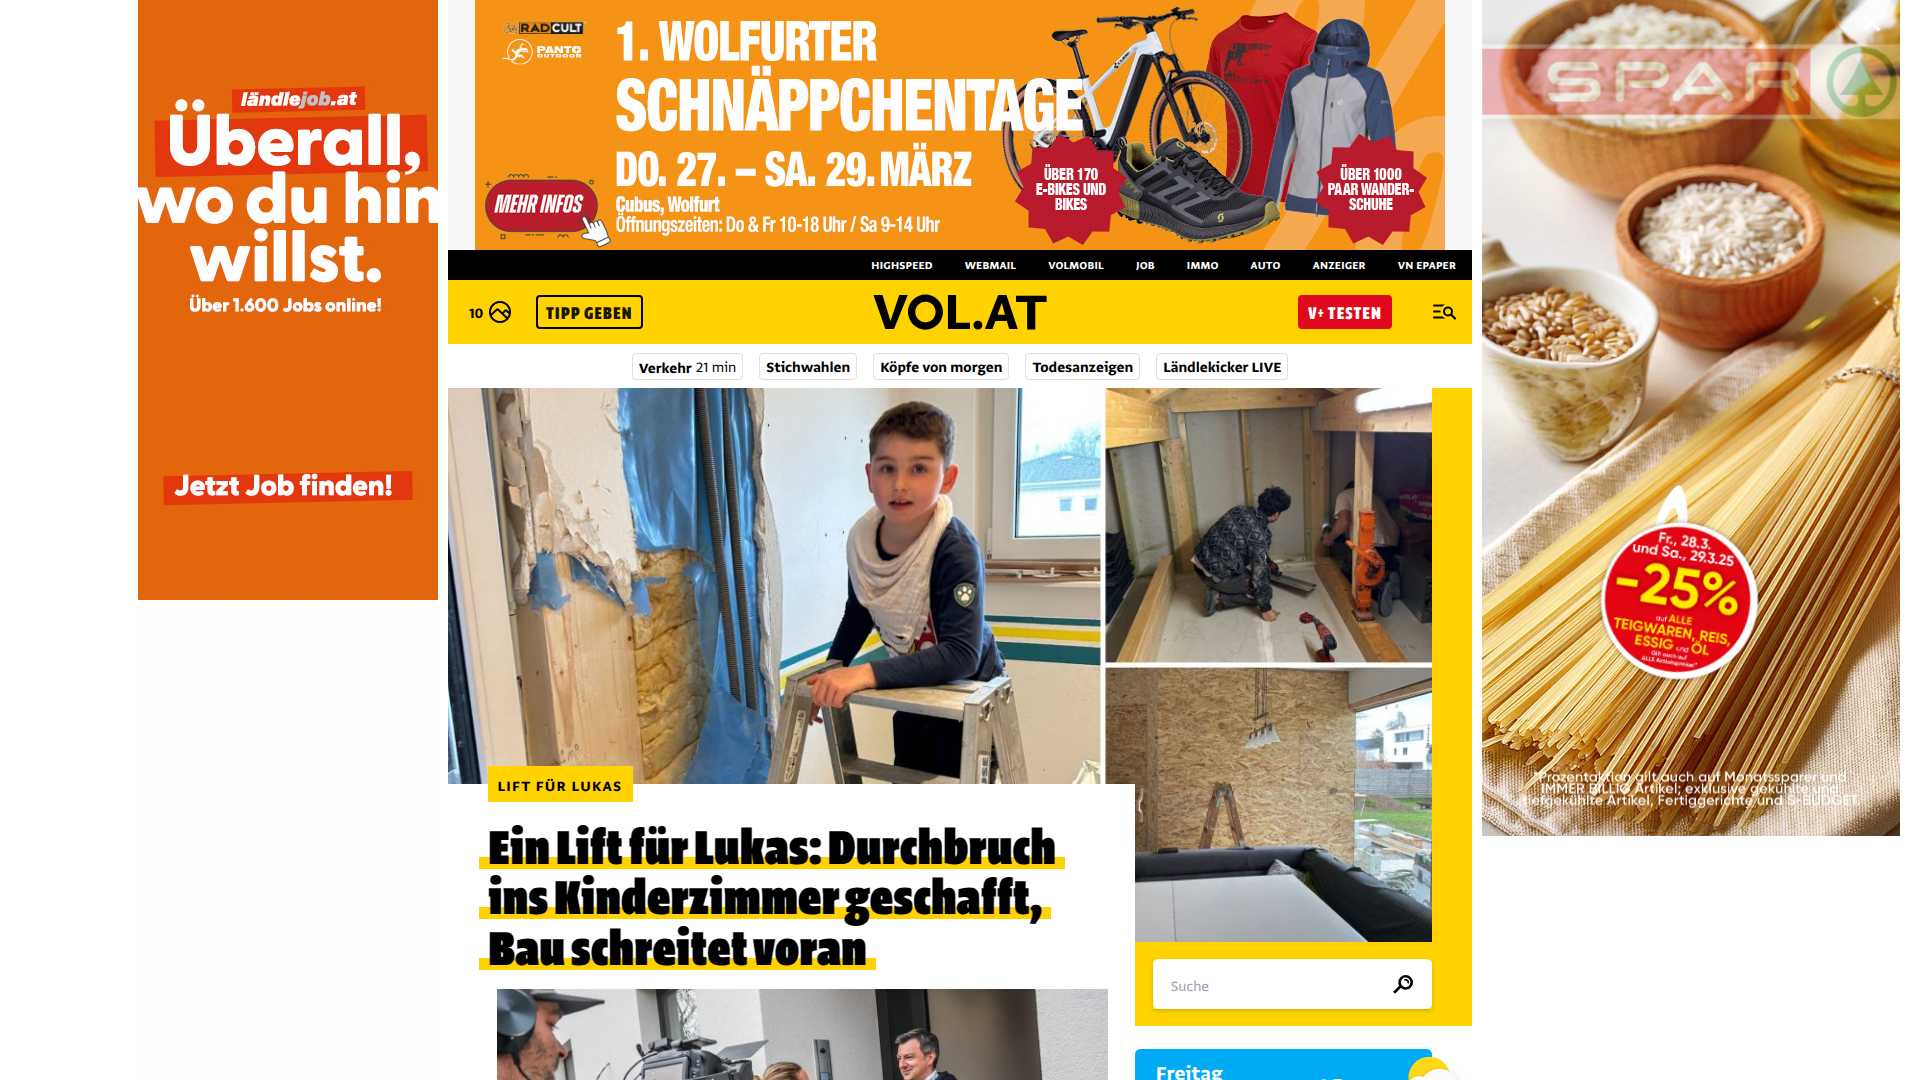 ländlejob.at
Überall,
wo du hin
willst.
Über 1.600 Jobs online!
Jetzt Job finden!
RADCULT
PANTO
OUTDOOR
1. WOLFURTER
SCHNÄPPCHENTAGE
DO. 27. – SA. 29. MÄRZ
MEHR INFOS
Cubus, Wolfurt
Öffnungszeiten: Do & Fr 10-18 Uhr / Sa 9-14 Uhr
ÜBER 170
E-BIKES UND
BIKES
ÜBER 1000
PAAR WANDER-
SCHUHE
HIGHSPEED WEBMAIL VOLMOBIL JOB IMMO AUTO ANZEIGER VN EPAPER
10 TIPP GEBEN VOL.AT V+ TESTEN
Verkehr 21 min Stichwahlen Köpfe von morgen Todesanzeigen Ländlekicker LIVE
LIFT FÜR LUKAS
Ein Lift für Lukas: Durchbruch
ins Kinderzimmer geschafft,
Bau schreitet voran
Suche
Freitag
SPAR
Fr., 28.3.
und Sa., 29.3.25
-25%
auf ALLE
TEIGWAREN, REIS,
ESSIG und ÖL
Gilt auch auf
ALLE Aktionspreise*
*Prozentaktion gilt auch auf Monatssparer und
IMMER BILLIG Artikel; exklusive gekühlte und
tiefgekühlte Artikel, Fertiggerichte und S-BUDGET.